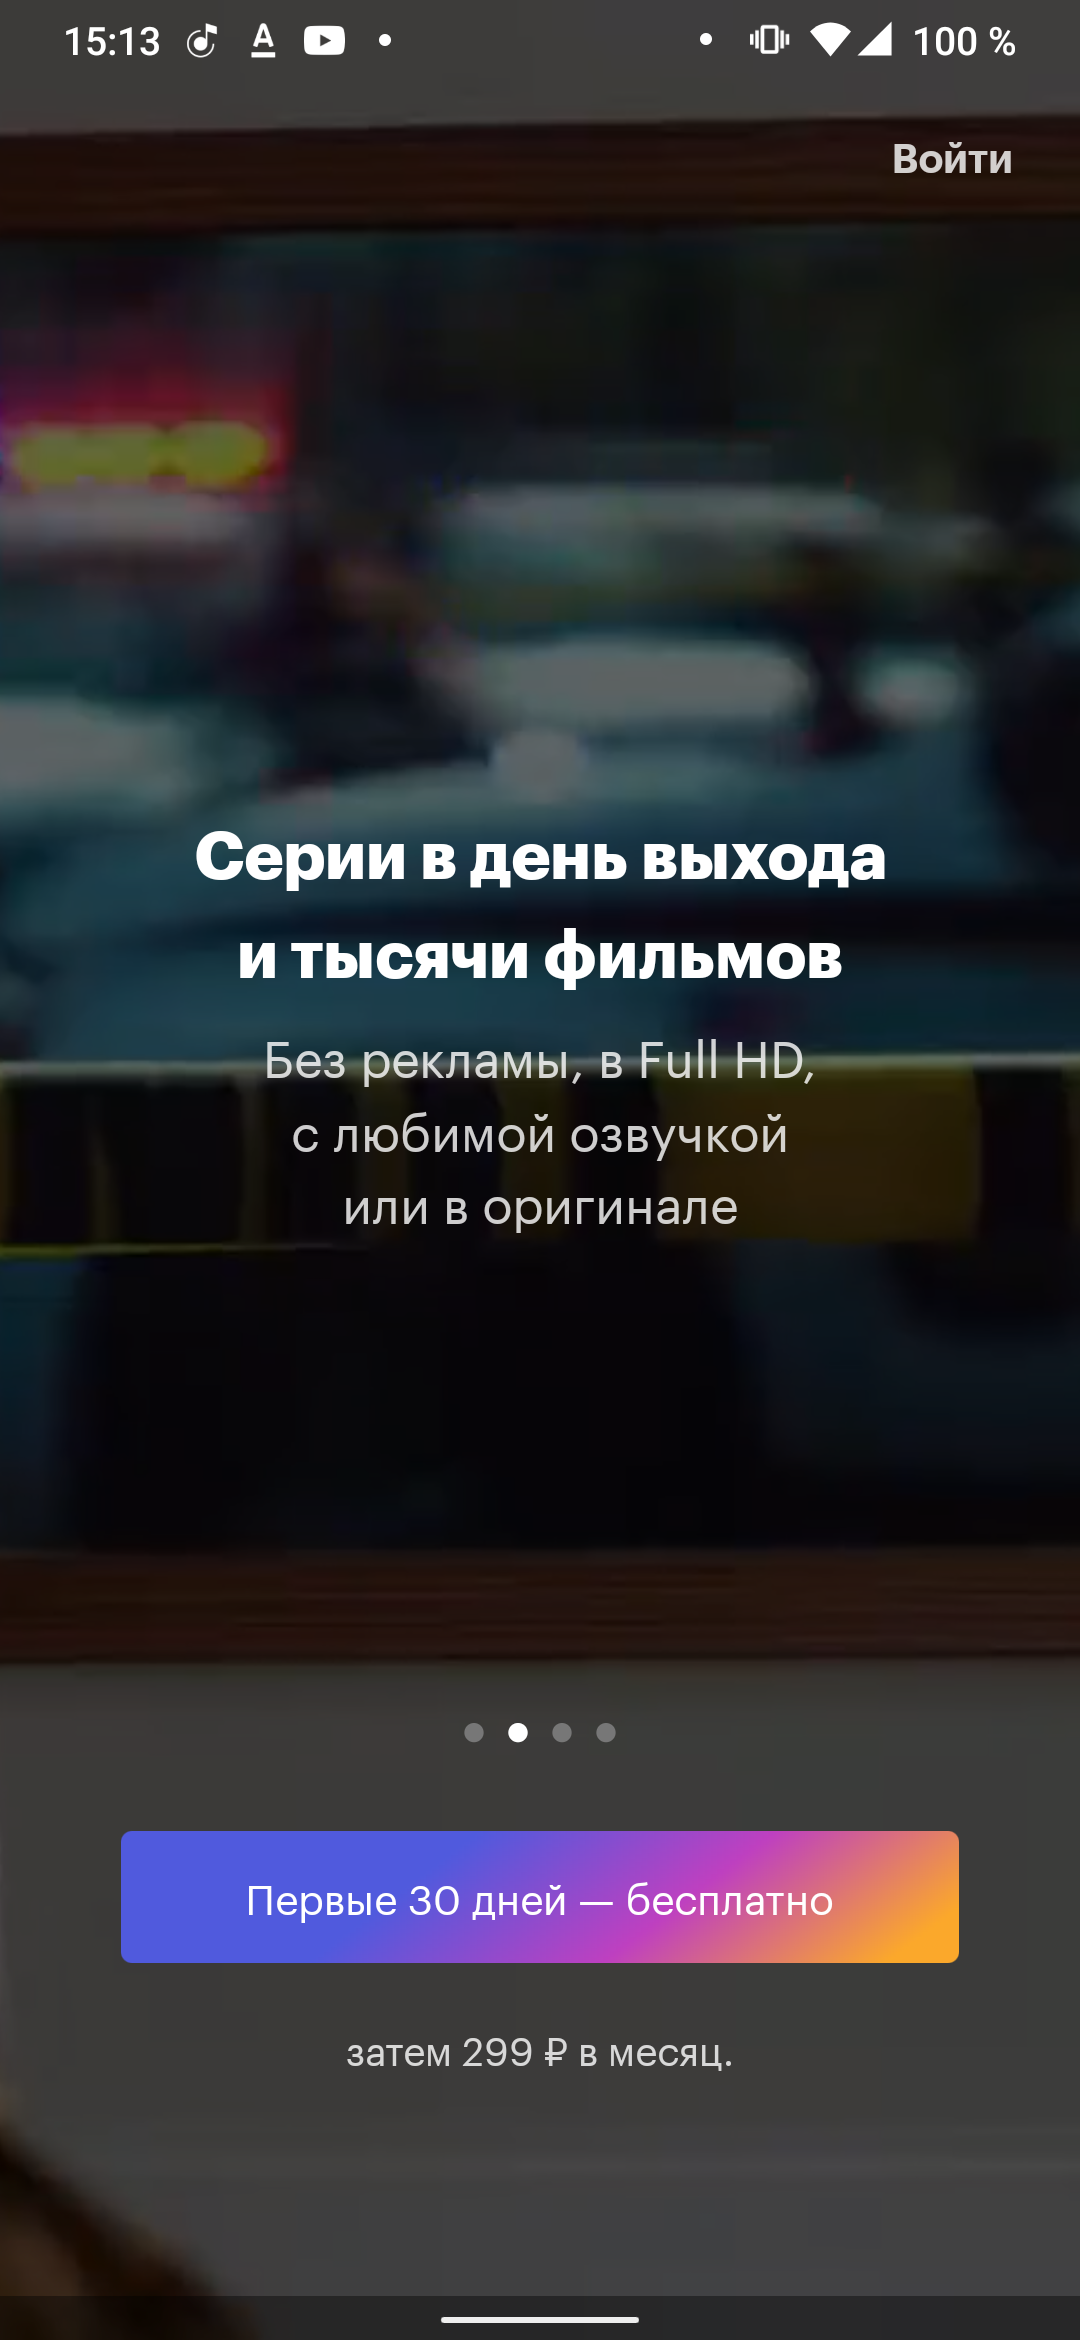 15:13
100 %
Войти
Серии в день выхода
и тысячи фильмов
Без рекламы, в Full HD,
с любимой озвучкой
или в оригинале
Первые 30 дней — бесплатно
затем 299 ₽ в месяц.